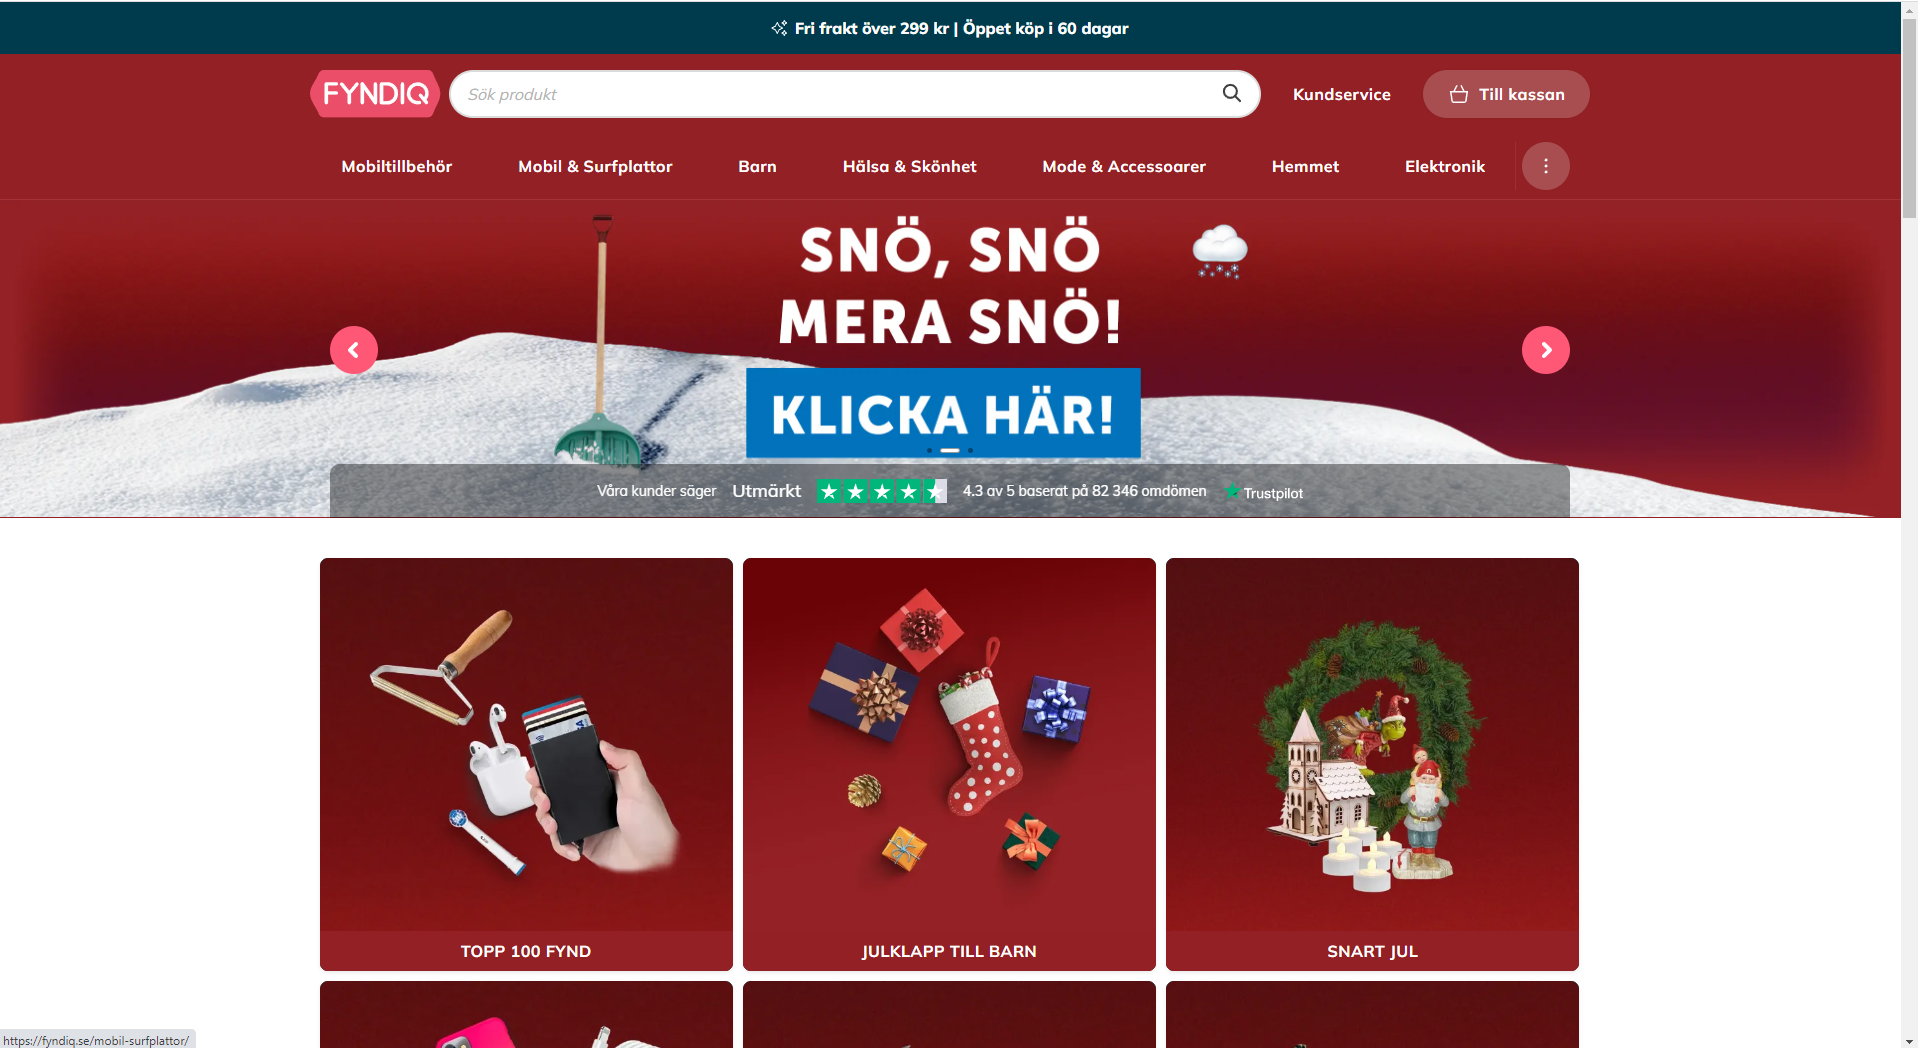 Fri frakt över 299 kr | Öppet köp i 60 dagar
FYNDIQ
Sök produkt
Kundservice
Till kassan
Mobiltillbehör
Mobil & Surfplattor
Barn
Hälsa & Skönhet
Mode & Accessoarer
Hemmet
Elektronik
SNÖ, SNÖ
MERA SNÖ!
KLICKA HÄR!
Våra kunder säger Utmärkt 4.3 av 5 baserat på 82 346 omdömen Trustpilot
TOPP 100 FYND
JULKLAPP TILL BARN
SNART JUL
https://fyndiq.se/mobil-surfplattor/